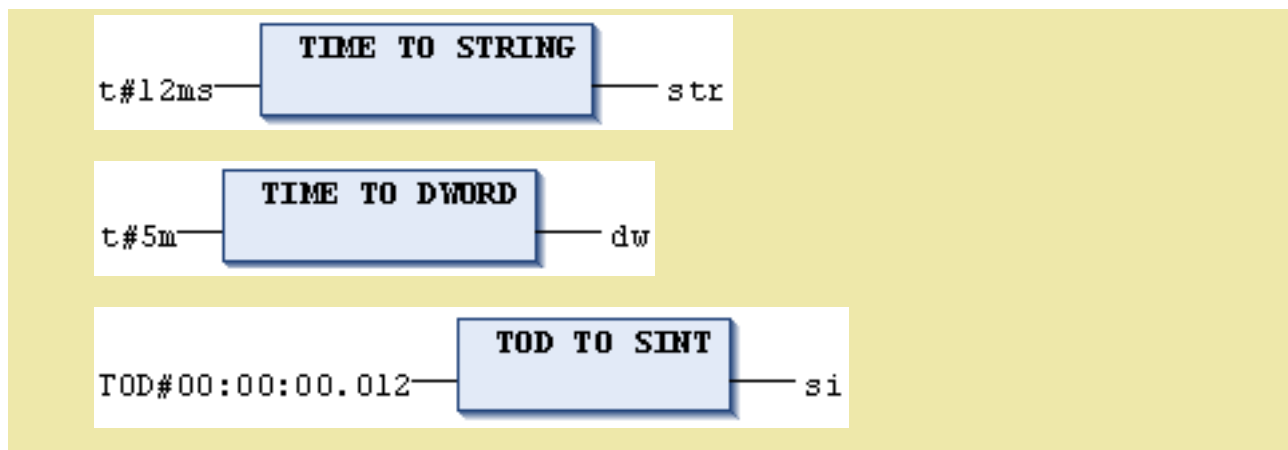 TIME TO STRING
t#12ms str
TIME TO DWORD
t#5m dw
TOD TO SINT
TOD#00:00:00.012 si